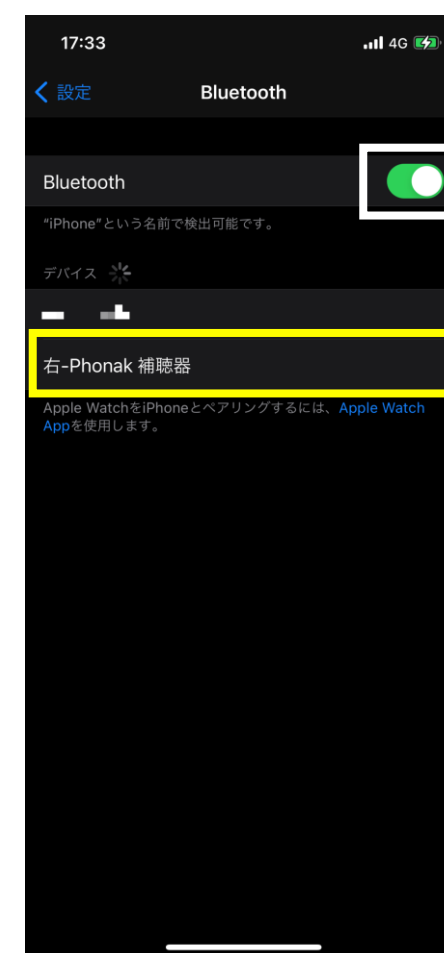 17:33
4G
設定
Bluetooth
Bluetooth
“iPhone”という名前で検出可能です。
デバイス
右-Phonak 補聴器
Apple WatchをiPhoneとペアリングするには、Apple Watch
Appを使用します。